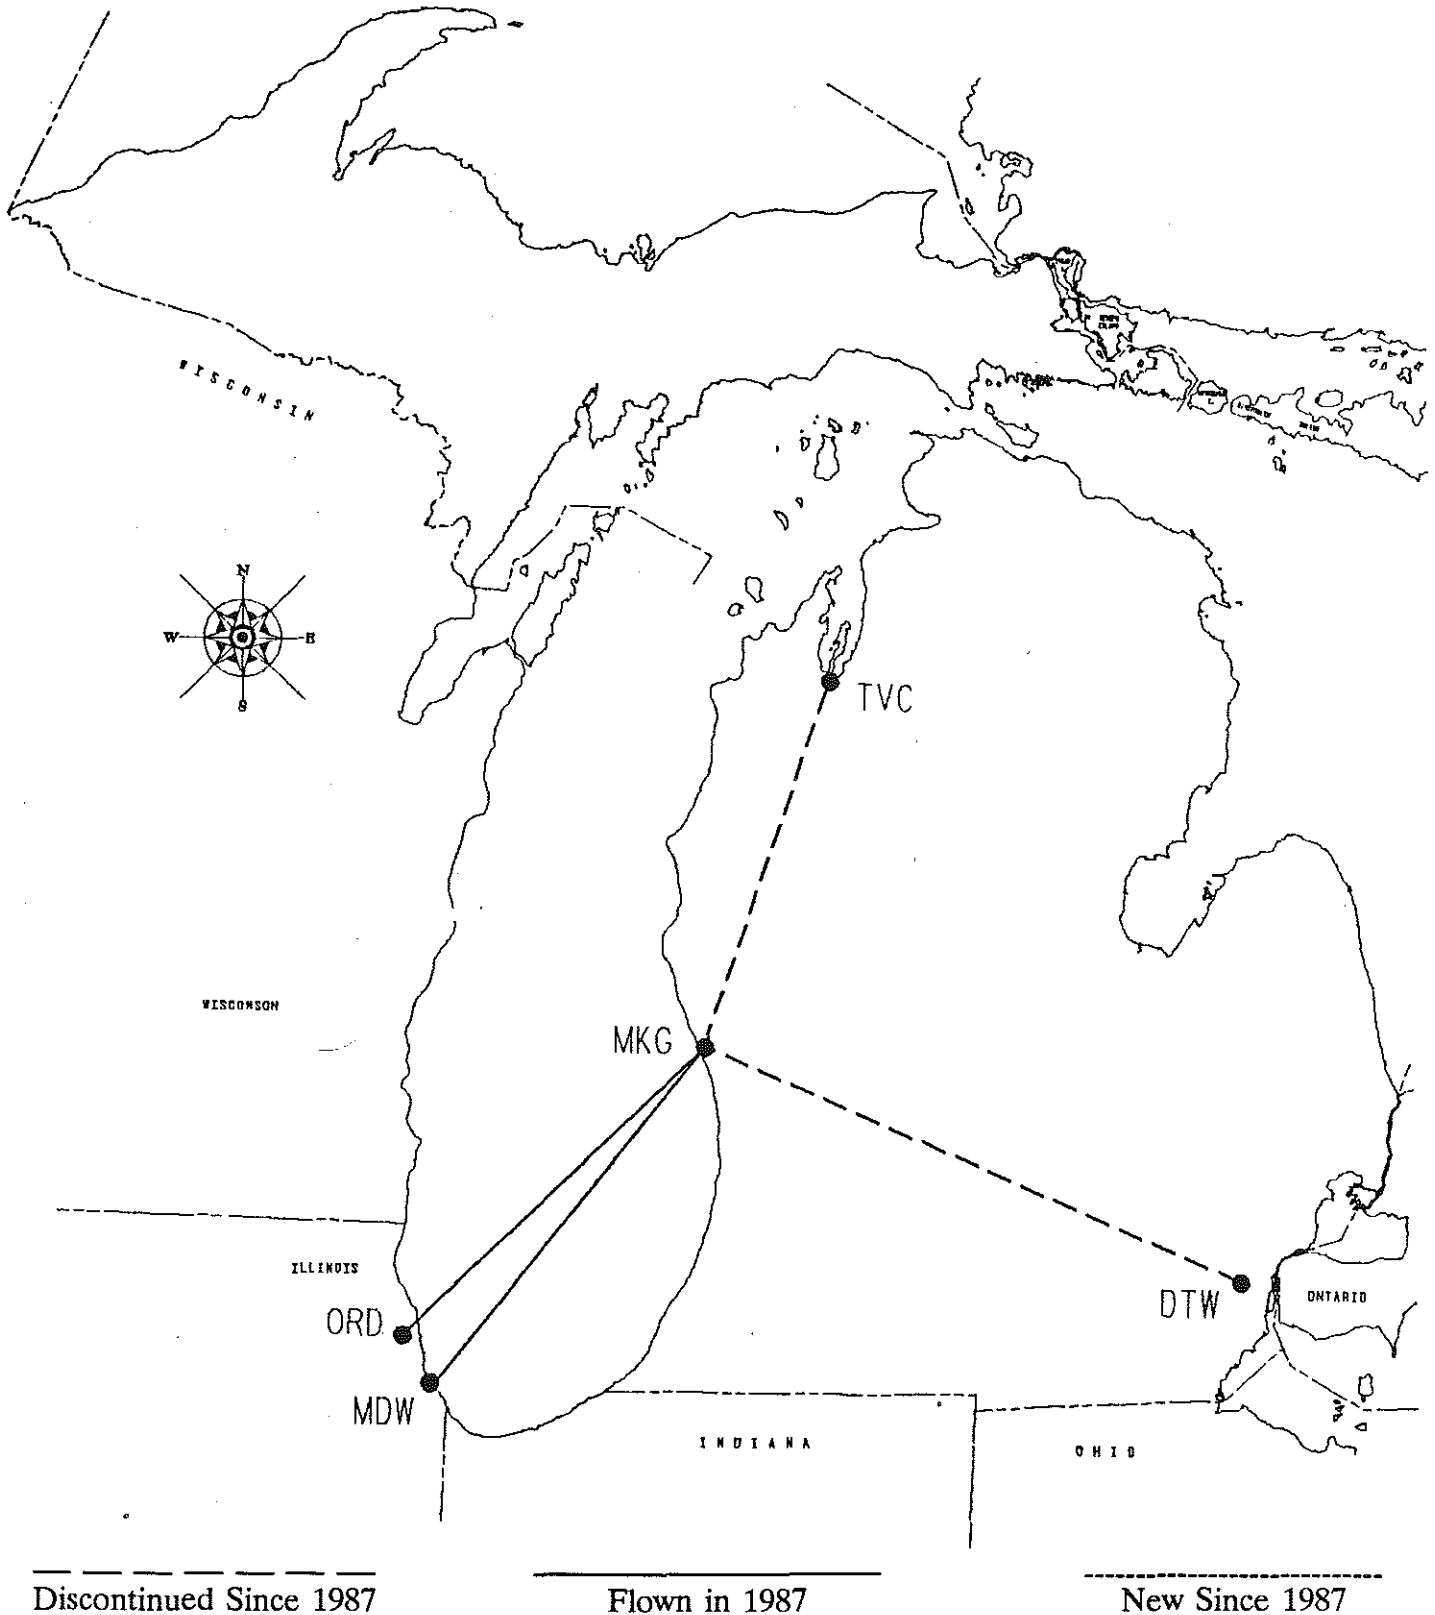 WISCONSIN
N
W E
S
TVC
WISCONSON
MKG
ILLINOIS
ORD
DTW
ONTARIO
MDW
INDIANA
OHIO
Discontinued Since 1987
Flown in 1987
New Since 1987